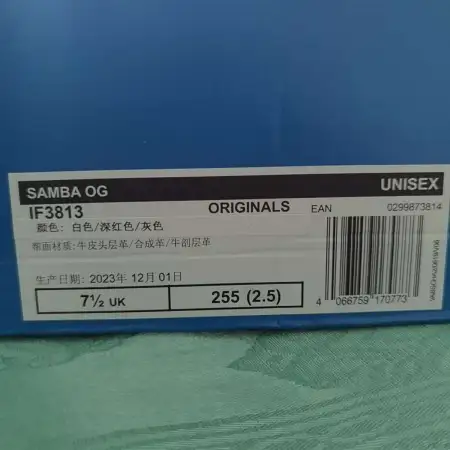 SAMBA OG UNISEX
IF3813 ORIGINALS EAN 0299873814
颜色: 白色/深红色/灰色
帮面材质: 牛皮头层革/合成革/牛剖层革
生产日期: 2023年 12月 01日
7½ UK 255 (2.5)
4 066759 170773